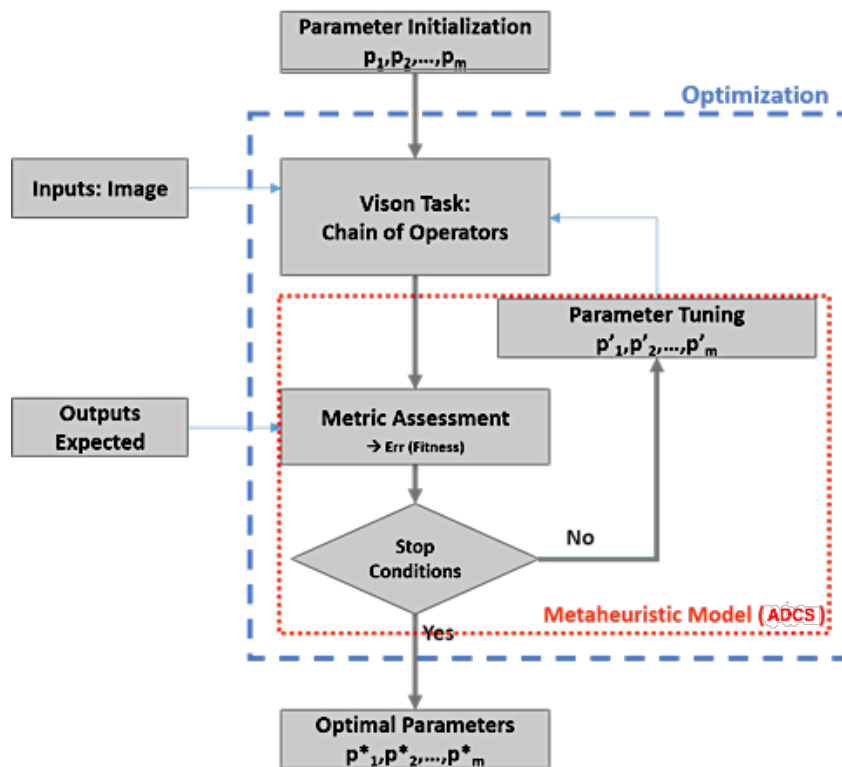 Parameter Initialization
p₁,p₂,...,pₘ
Optimization
Inputs: Image
Vison Task:
Chain of Operators
Parameter Tuning
p'₁,p'₂,...,p'ₘ
Outputs
Expected
Metric Assessment
→ Err (Fitness)
Stop
Conditions
No
Metaheuristic Model (ADCS)
Yes
Optimal Parameters
p*₁,p*₂,...,p*ₘ